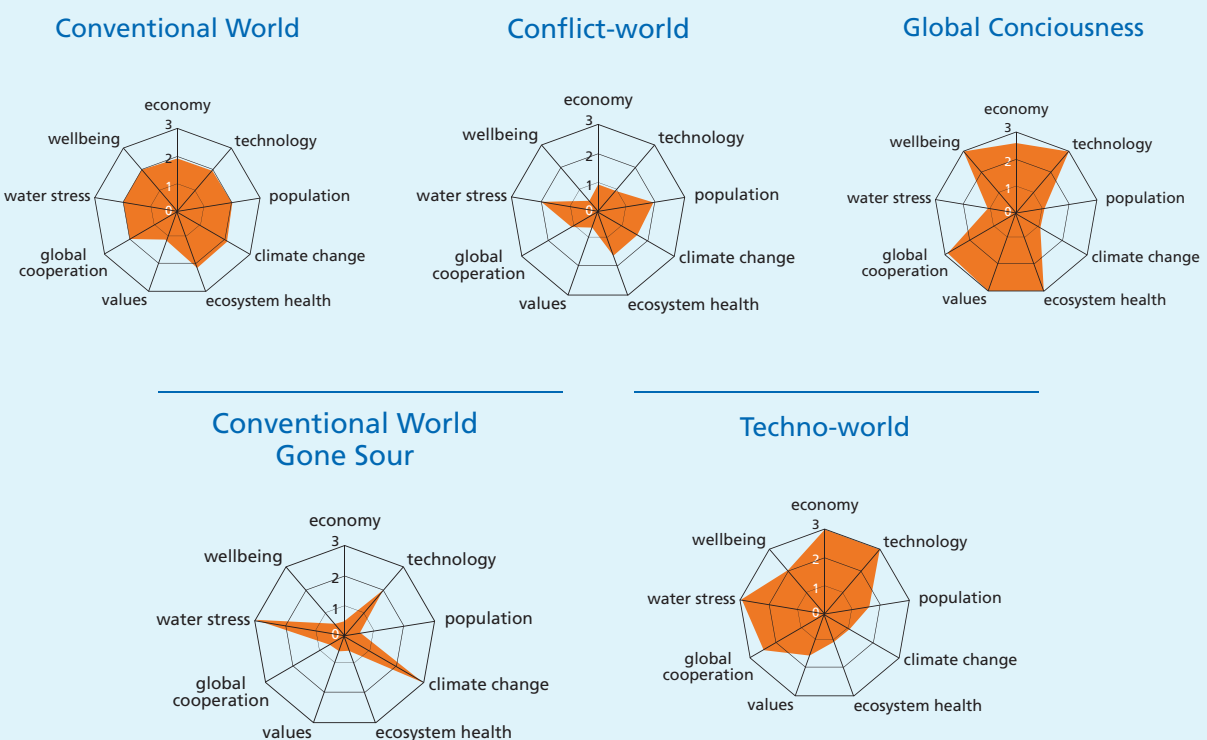 Conventional World
economy
3
technology
wellbeing
2
1
water stress
population
0
global
cooperation
climate change
values
ecosystem health
Conflict-world
economy
3
technology
wellbeing
2
1
water stress
population
0
global
cooperation
climate change
values
ecosystem health
Global Conciousness
economy
3
technology
wellbeing
2
1
water stress
population
0
global
cooperation
climate change
values
ecosystem health
Conventional World
Gone Sour
economy
3
technology
wellbeing
2
1
water stress
population
0
global
cooperation
climate change
values
ecosystem health
Techno-world
economy
3
technology
wellbeing
2
1
water stress
population
0
global
cooperation
climate change
values
ecosystem health